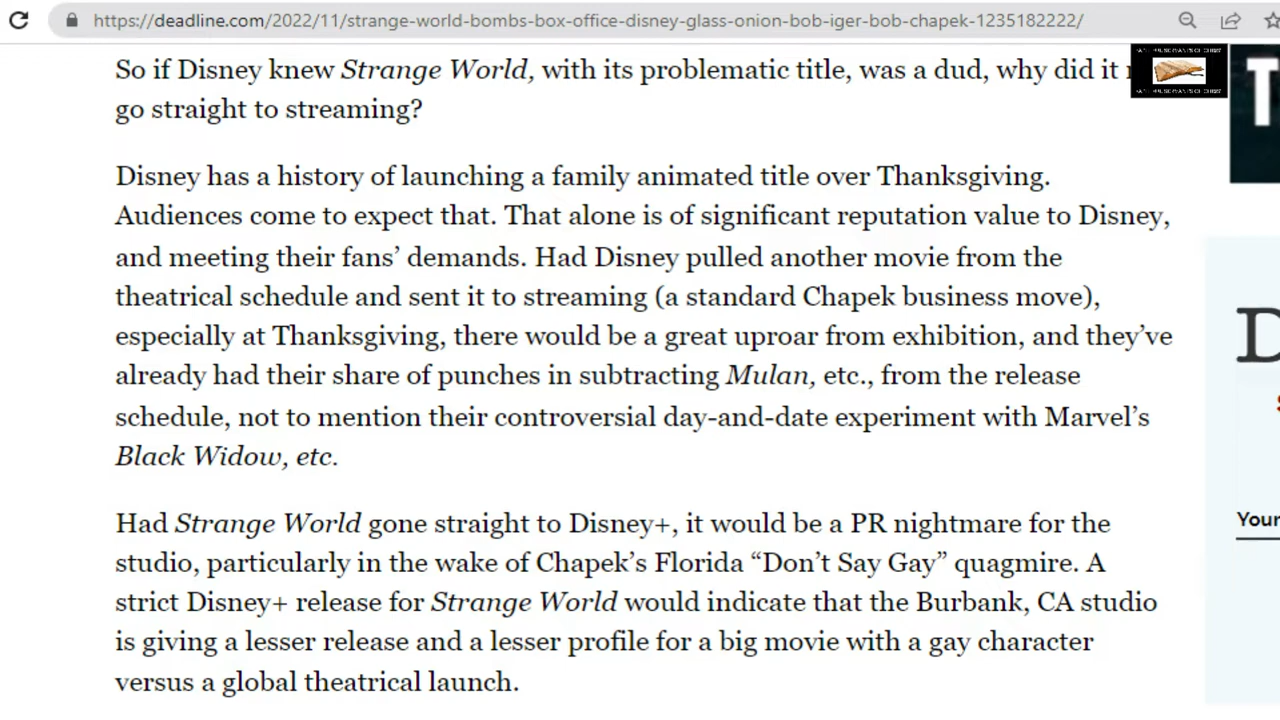 https://deadline.com/2022/11/strange-world-bombs-box-office-disney-glass-onion-bob-iger-bob-chapek-1235182222/
So if Disney knew Strange World, with its problematic title, was a dud, why did it
go straight to streaming?
Disney has a history of launching a family animated title over Thanksgiving.
Audiences come to expect that. That alone is of significant reputation value to Disney,
and meeting their fans’ demands. Had Disney pulled another movie from the
theatrical schedule and sent it to streaming (a standard Chapek business move),
especially at Thanksgiving, there would be a great uproar from exhibition, and they’ve
already had their share of punches in subtracting Mulan, etc., from the release
schedule, not to mention their controversial day-and-date experiment with Marvel’s
Black Widow, etc.
Had Strange World gone straight to Disney+, it would be a PR nightmare for the
studio, particularly in the wake of Chapek’s Florida “Don’t Say Gay” quagmire. A
strict Disney+ release for Strange World would indicate that the Burbank, CA studio
is giving a lesser release and a lesser profile for a big movie with a gay character
versus a global theatrical launch.
T
D
Your